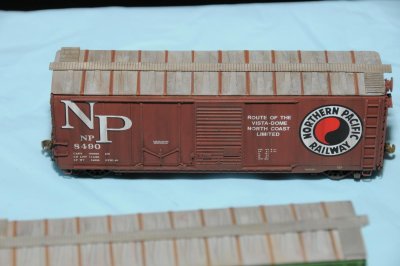 NP
NP
8490
ROUTE OF THE
VISTA-DOME
NORTH COAST
LIMITED
NORTHERN PACIFIC
RAILWAY